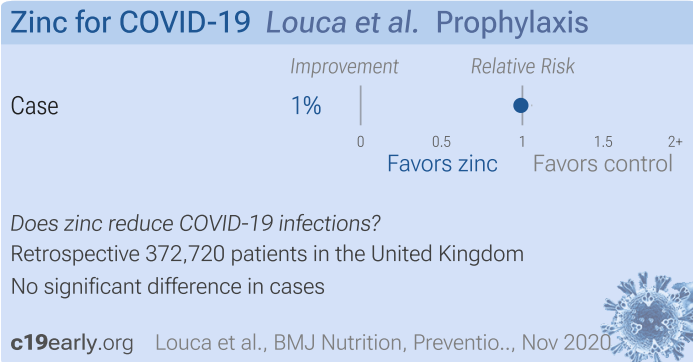 Zinc for COVID-19 Louca et al. Prophylaxis
Improvement Relative Risk
Case 1%
0 0.5 1 1.5 2+
Favors zinc Favors control
Does zinc reduce COVID-19 infections?
Retrospective 372,720 patients in the United Kingdom
No significant difference in cases
c19early.org Louca et al., BMJ Nutrition, Preventio.., Nov 2020